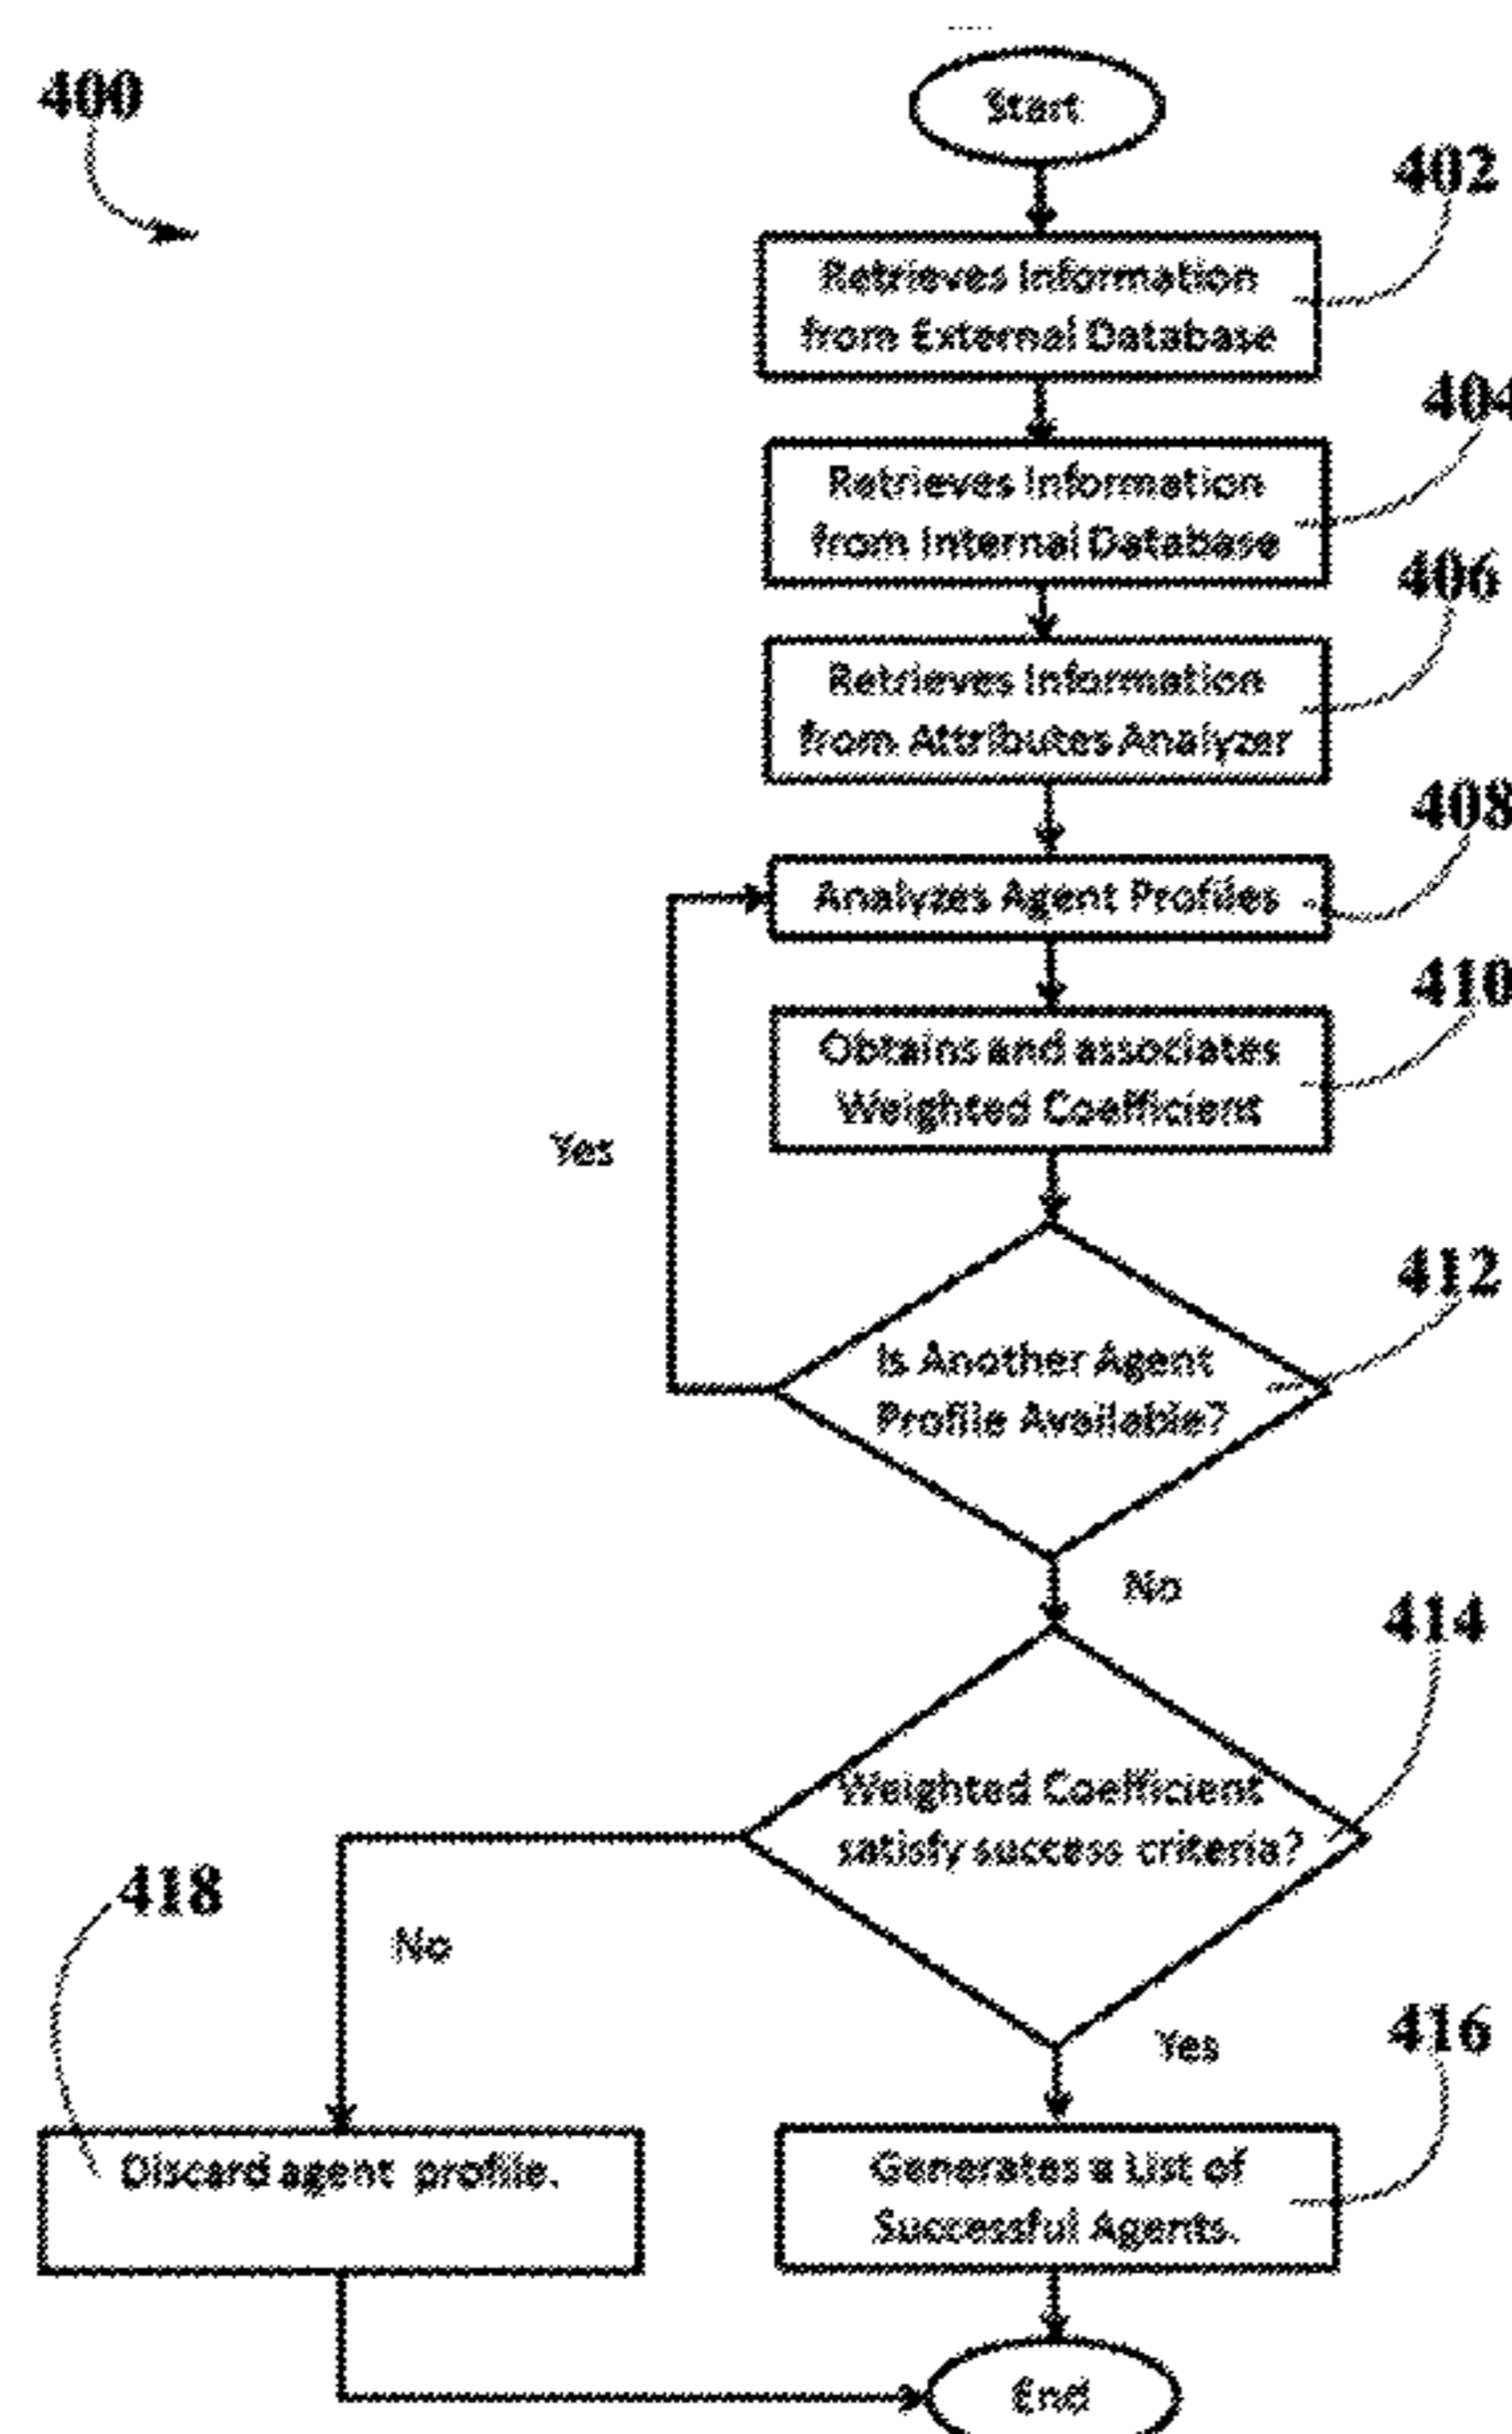 400
Start
402
Retrieves Information
from External Database
404
Retrieves Information
from Internal Database
406
Retrieves Information
from Attributes Analyzer
408
Analyzes Agent Profiles
410
Obtains and associates
Weighted Coefficient
Yes
412
Is Another Agent
Profile Available?
No
414
Weighted Coefficient
satisfy success criteria?
418
No
Yes
416
Discard agent profile.
Generates a List of
Successful Agents.
End